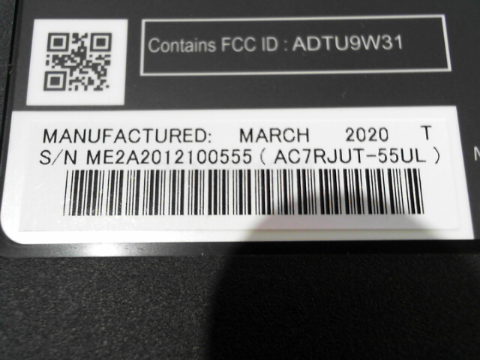 Contains FCC ID : ADTU9W31
MANUFACTURED: MARCH 2020 T
S/N ME2A2012100555 ( AC7RJUT-55UL )